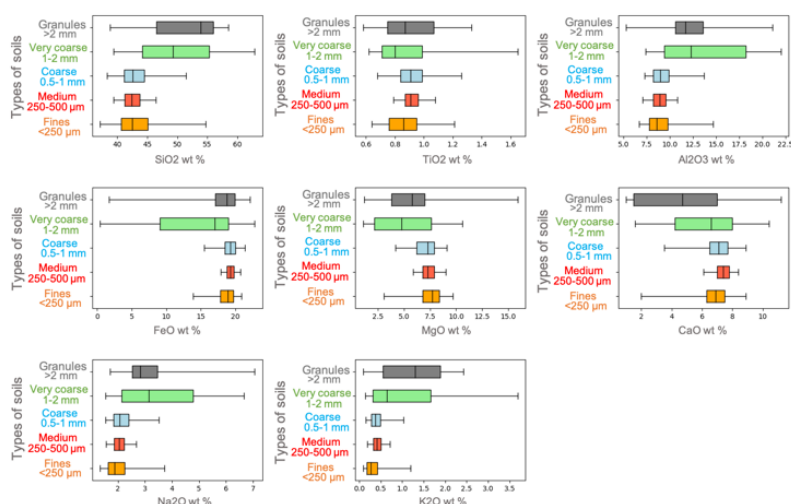 Types of soils
Granules
>2 mm
Very coarse
1-2 mm
Coarse
0.5-1 mm
Medium
250-500 µm
Fines
<250 µm
40 45 50 55 60
SiO2 wt %
Types of soils
Granules
>2 mm
Very coarse
1-2 mm
Coarse
0.5-1 mm
Medium
250-500 µm
Fines
<250 µm
0.6 0.8 1.0 1.2 1.4 1.6
TiO2 wt %
Types of soils
Granules
>2 mm
Very coarse
1-2 mm
Coarse
0.5-1 mm
Medium
250-500 µm
Fines
<250 µm
5.0 7.5 10.0 12.5 15.0 17.5 20.0 22.5
Al2O3 wt %
Types of soils
Granules
>2 mm
Very coarse
1-2 mm
Coarse
0.5-1 mm
Medium
250-500 µm
Fines
<250 µm
0 5 10 15 20
FeO wt %
Types of soils
Granules
>2 mm
Very coarse
1-2 mm
Coarse
0.5-1 mm
Medium
250-500 µm
Fines
<250 µm
2.5 5.0 7.5 10.0 12.5 15.0
MgO wt %
Types of soils
Granules
>2 mm
Very coarse
1-2 mm
Coarse
0.5-1 mm
Medium
250-500 µm
Fines
<250 µm
2 4 6 8 10
CaO wt %
Types of soils
Granules
>2 mm
Very coarse
1-2 mm
Coarse
0.5-1 mm
Medium
250-500 µm
Fines
<250 µm
2 3 4 5 6 7
Na2O wt %
Types of soils
Granules
>2 mm
Very coarse
1-2 mm
Coarse
0.5-1 mm
Medium
250-500 µm
Fines
<250 µm
0.0 0.5 1.0 1.5 2.0 2.5 3.0 3.5
K2O wt %